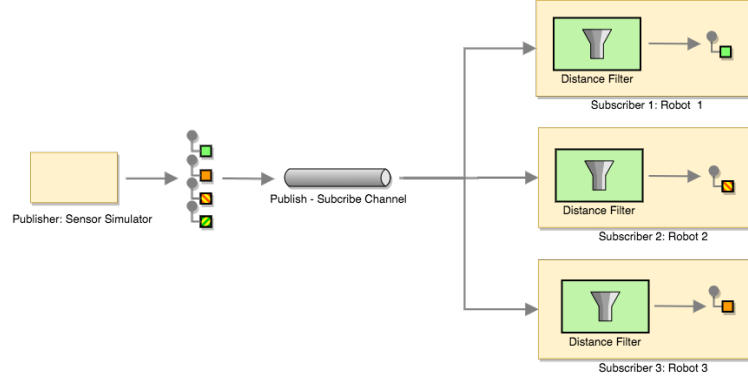 Distance Filter
Subscriber 1: Robot 1
Publisher: Sensor Simulator
Publish - Subcribe Channel
Distance Filter
Subscriber 2: Robot 2
Distance Filter
Subscriber 3: Robot 3